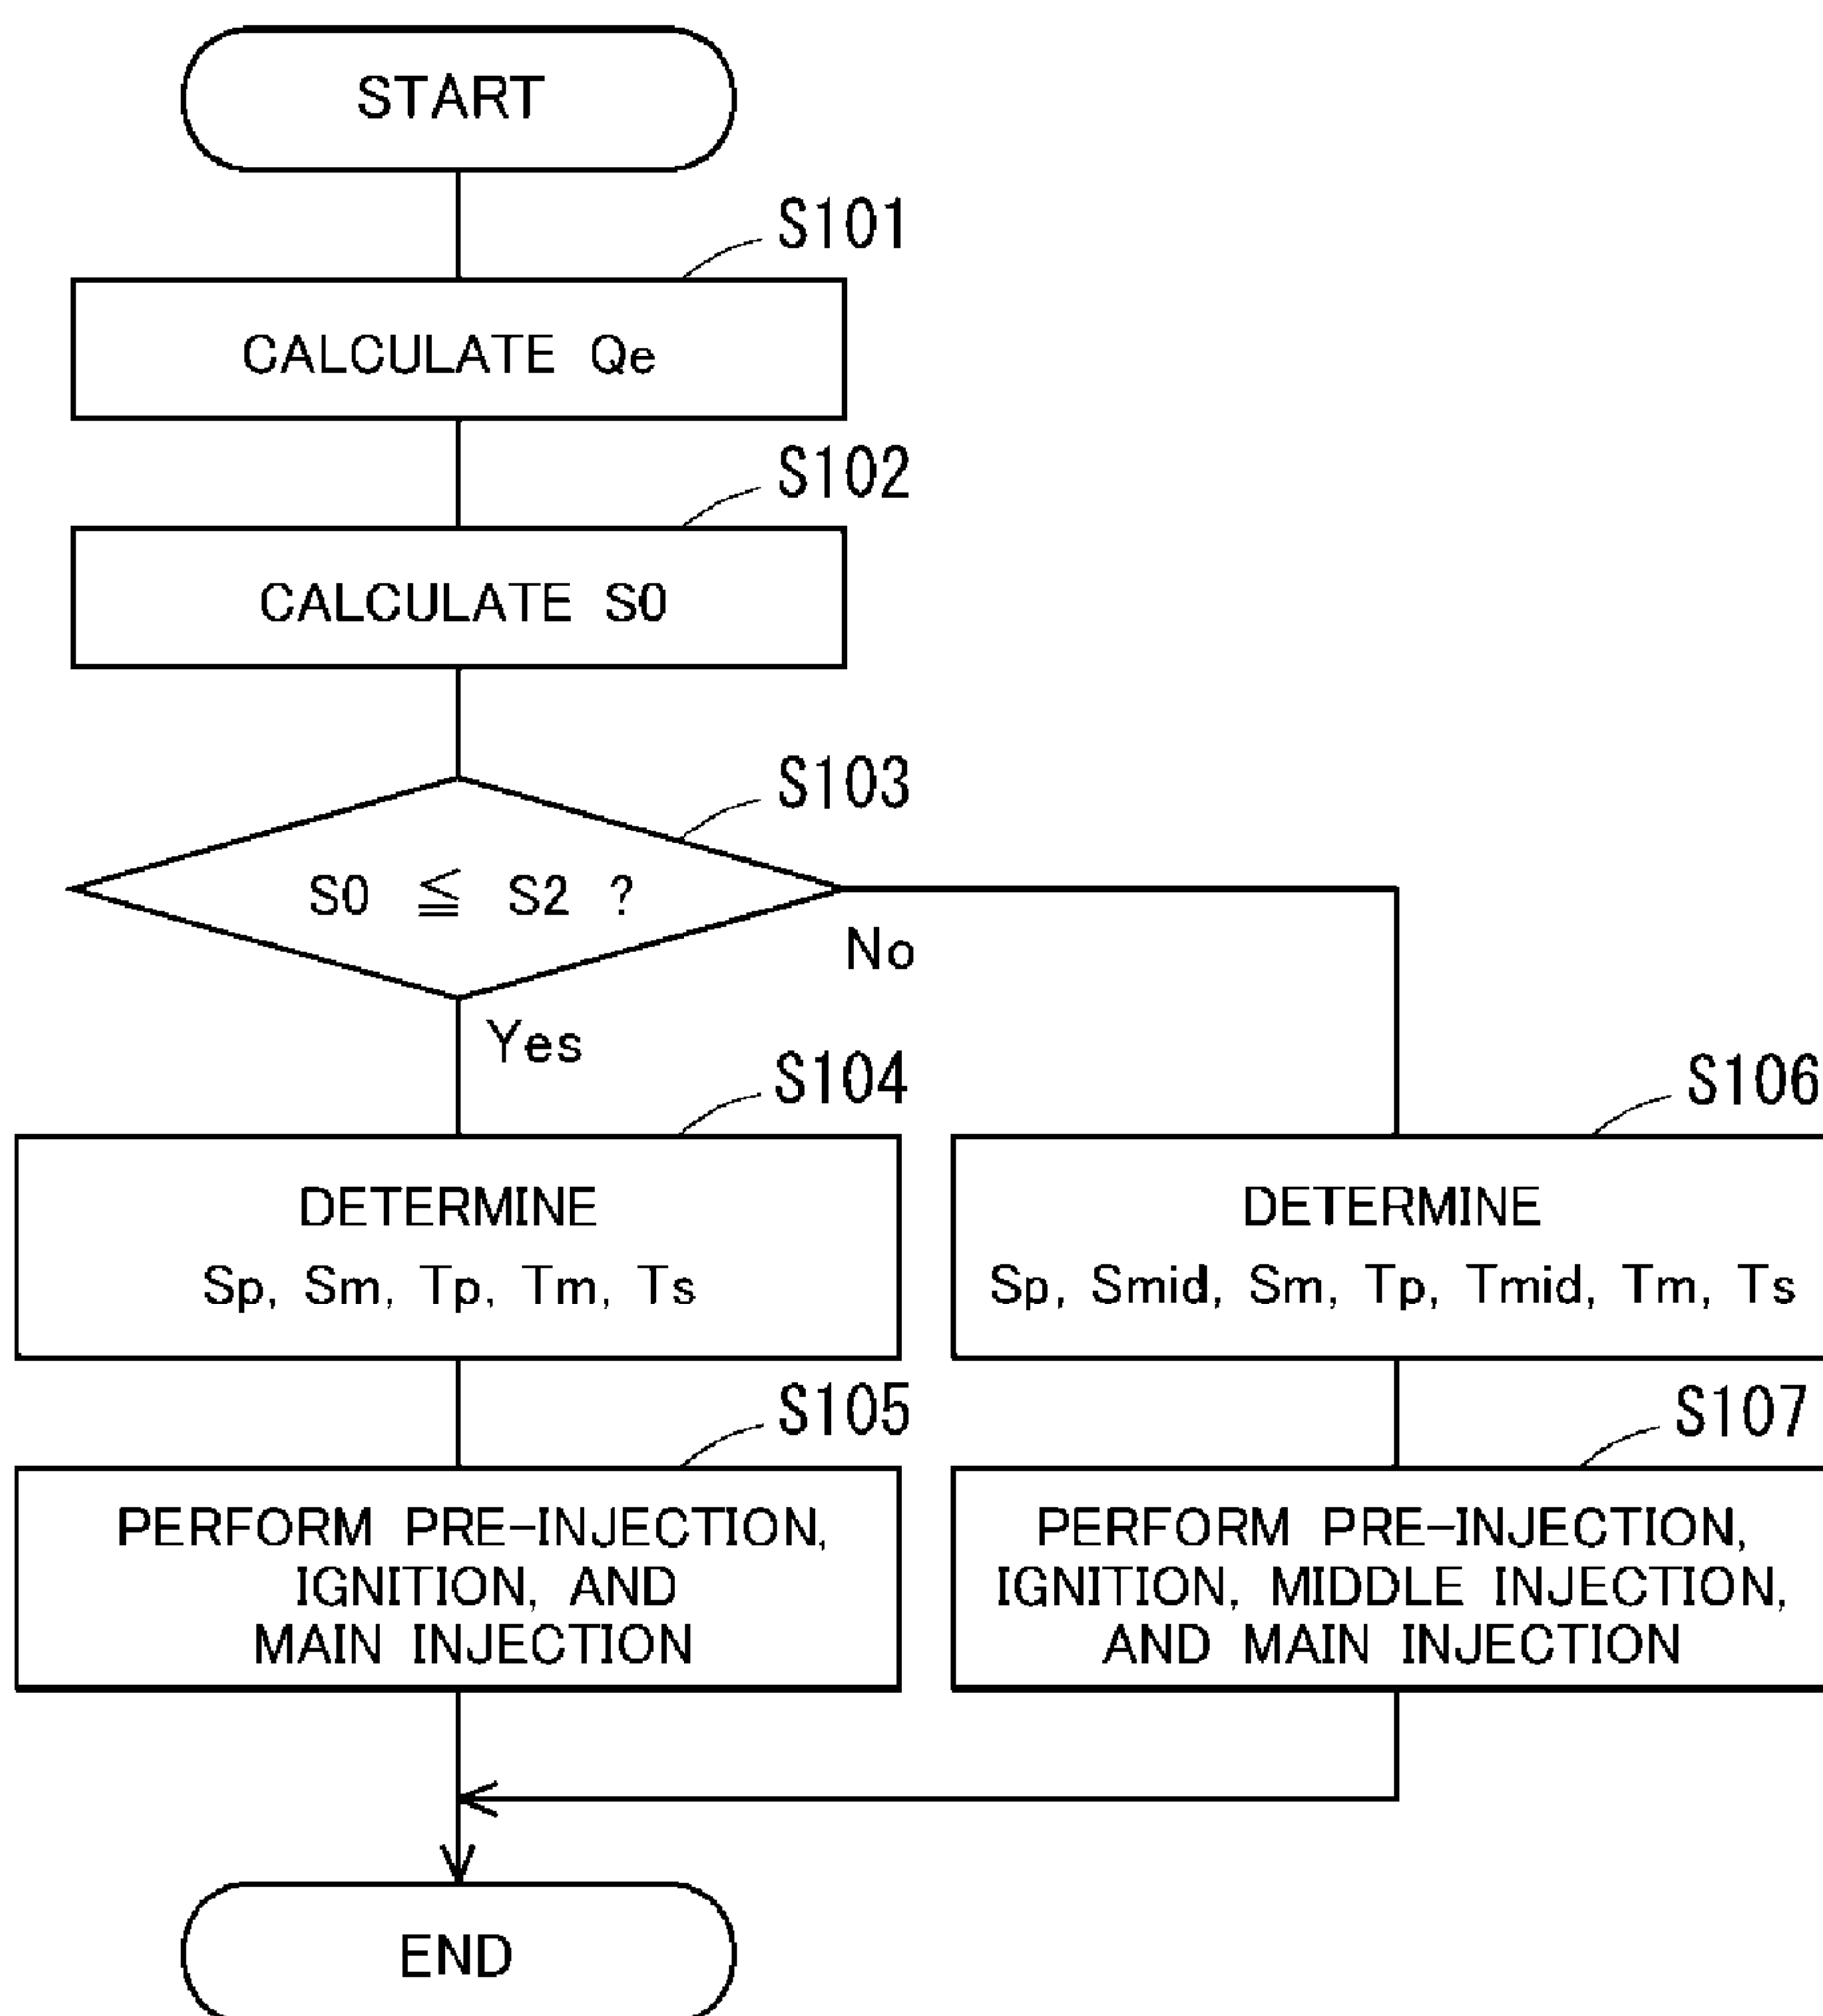 START
S101
CALCULATE Qe
S102
CALCULATE S0
S103
S0 ≦ S2 ?
No
Yes
S104
DETERMINE
Sp, Sm, Tp, Tm, Ts
S106
DETERMINE
Sp, Smid, Sm, Tp, Tmid, Tm, Ts
S105
PERFORM PRE-INJECTION,
IGNITION, AND
MAIN INJECTION
S107
PERFORM PRE-INJECTION,
IGNITION, MIDDLE INJECTION,
AND MAIN INJECTION
END